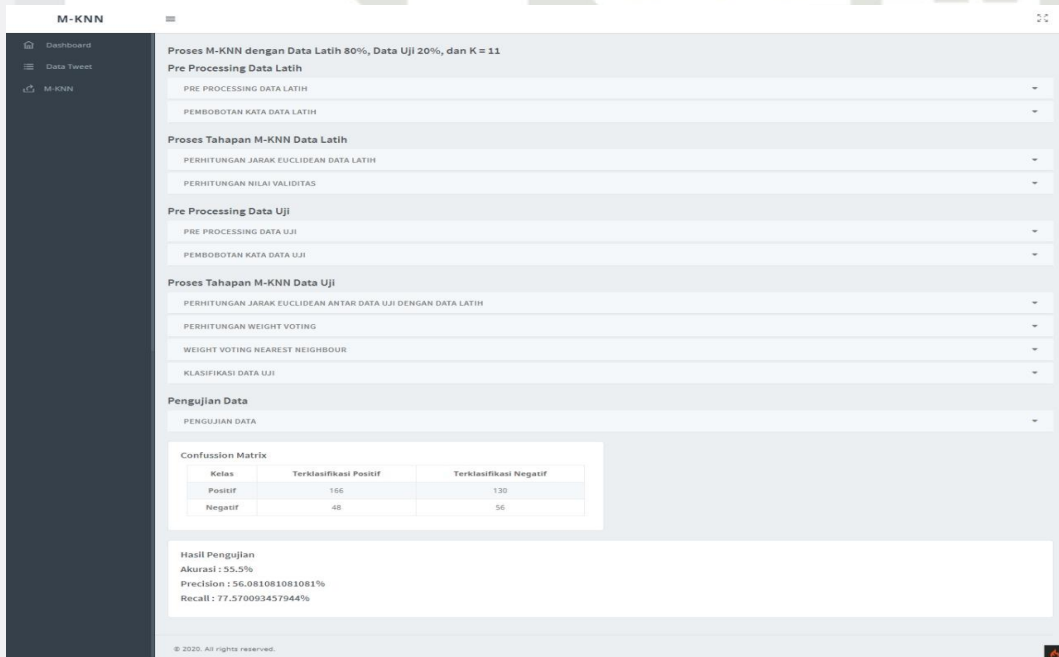 M-KNN
Dashboard
Data Tweet
M-KNN
Proses M-KNN dengan Data Latih 80%, Data Uji 20%, dan K = 11
Pre Processing Data Latih
PRE PROCESSING DATA LATIH
PEMBOBOTAN KATA DATA LATIH
Proses Tahapan M-KNN Data Latih
PERHITUNGAN JARAK EUCLIDEAN DATA LATIH
PERHITUNGAN NILAI VALIDITAS
Pre Processing Data Uji
PRE PROCESSING DATA UJI
PEMBOBOTAN KATA DATA UJI
Proses Tahapan M-KNN Data Uji
PERHITUNGAN JARAK EUCLIDEAN ANTAR DATA UJI DENGAN DATA LATIH
PERHITUNGAN WEIGHT VOTING
WEIGHT VOTING NEAREST NEIGHBOUR
KLASIFIKASI DATA UJI
Pengujian Data
PENGUJIAN DATA
Confussion Matrix
Kelas Terklasifikasi Positif Terklasifikasi Negatif
Positif 166 130
Negatif 48 56
Hasil Pengujian
Akurasi : 55.5%
Precision : 56.081081081081%
Recall : 77.570093457944%
© 2020. All rights reserved.